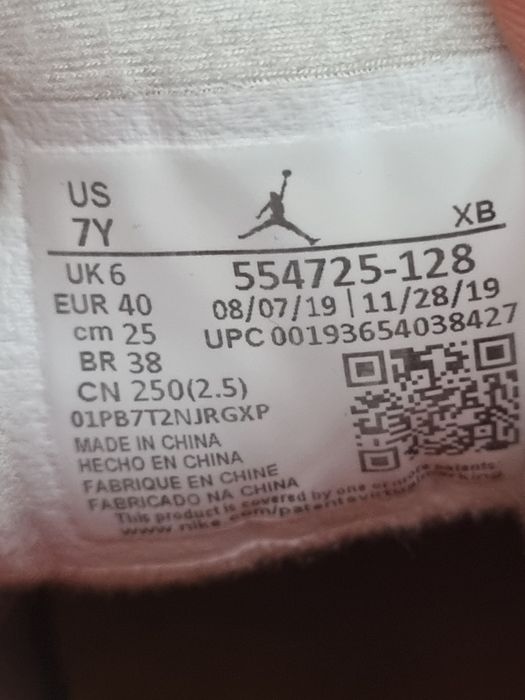 US
7Y
XB
UK 6
554725-128
EUR 40
08/07/19 | 11/28/19
cm 25
UPC 00193654038427
BR 38
CN 250(2.5)
01PB7T2NJRGXP
MADE IN CHINA
HECHO EN CHINA
FABRIQUE EN CHINE
FABRICADO NA CHINA
This product is covered by one or more patents.
www.nike.com/patentsvirtualmarking